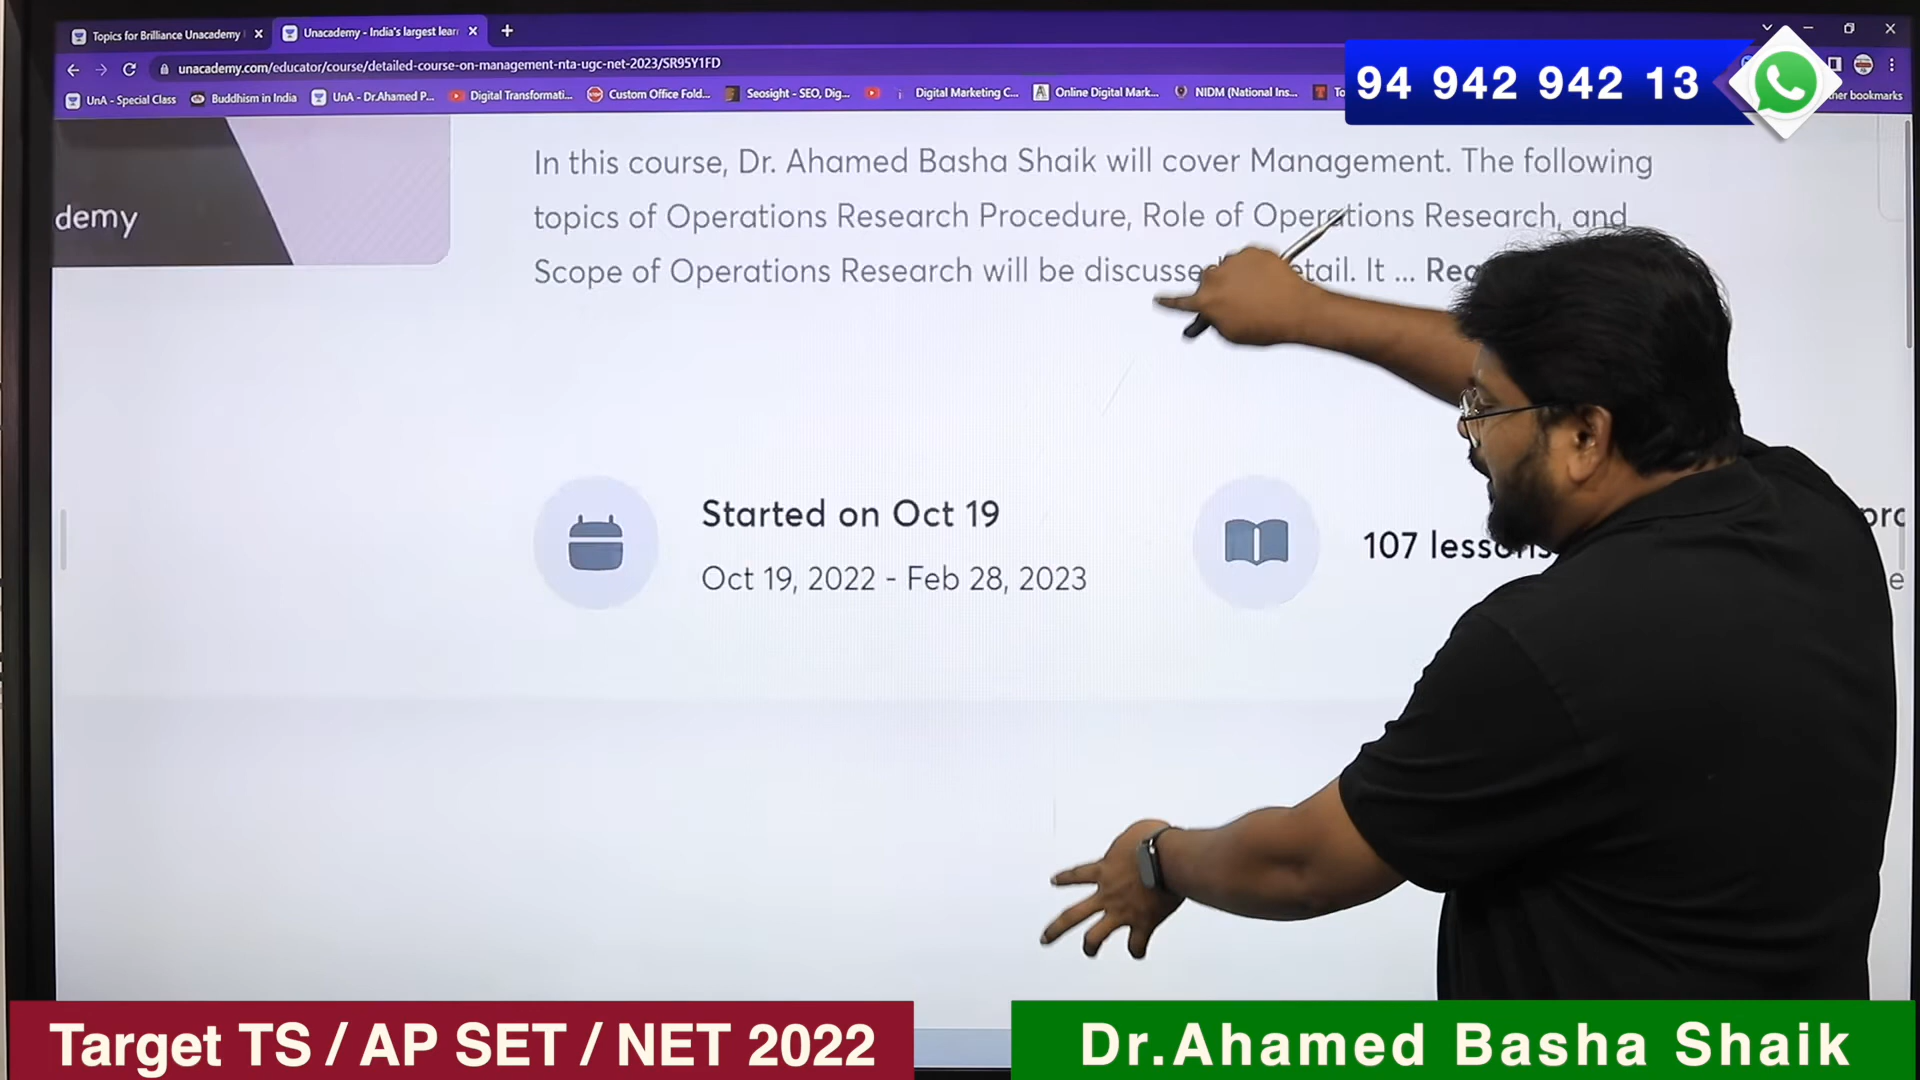 Topics for Brilliance Unacademy
Unacademy - India's largest lear
unacademy.com/educator/course/detailed-course-on-management-nta-ugc-net-2023/SR95Y1FD
UnA - Special Class
Buddhism in India
UnA - Dr.Ahamed P...
Digital Transformati...
Custom Office Fold...
Seosight - SEO, Dig...
Digital Marketing C...
Online Digital Mark...
NIDM (National Ins...
bookmarks
94 942 942 13
demy
In this course, Dr. Ahamed Basha Shaik will cover Management. The following
topics of Operations Research Procedure, Role of Operations Research, and
Scope of Operations Research will be discusse etail. It ... Rea
Started on Oct 19
Oct 19, 2022 - Feb 28, 2023
107 lessons
Target TS / AP SET / NET 2022
Dr.Ahamed Basha Shaik